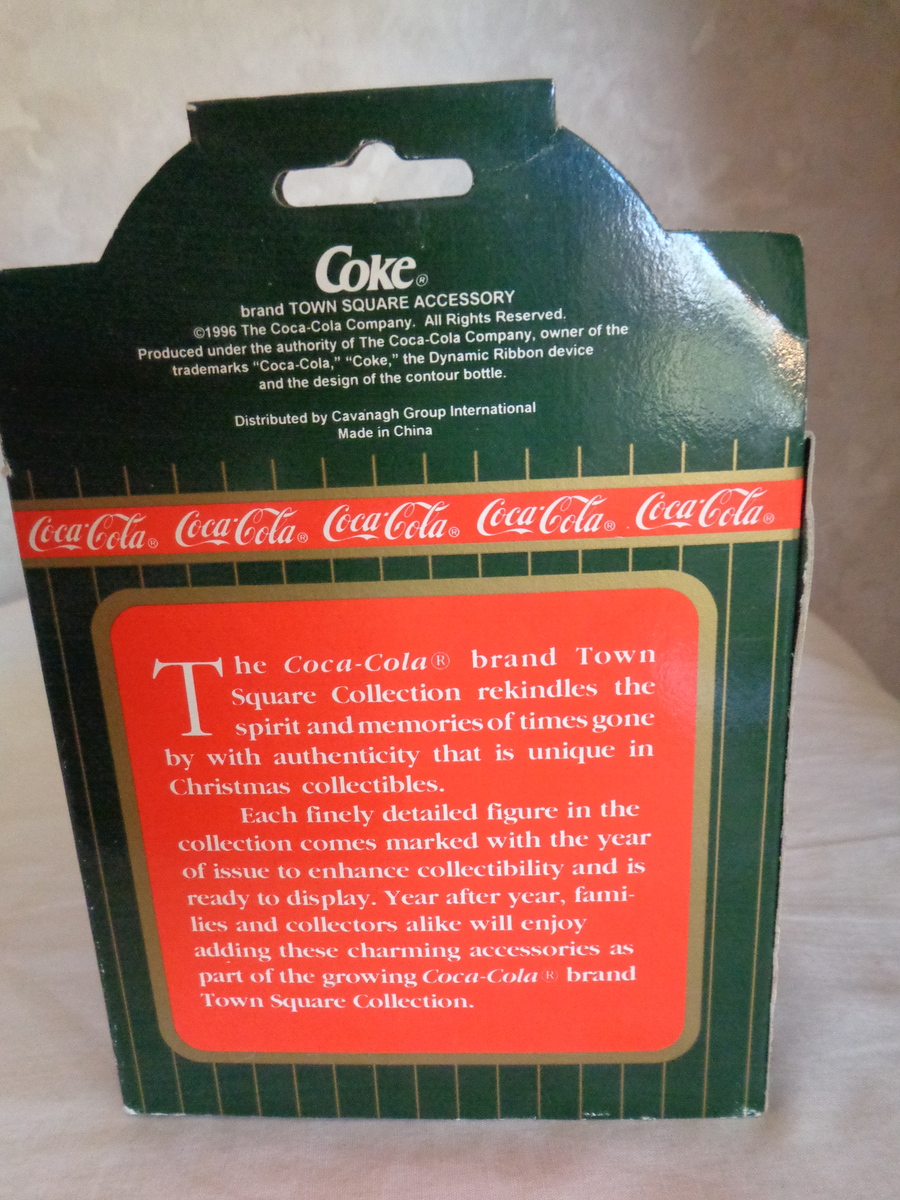 Coke®
brand TOWN SQUARE ACCESSORY
©1996 The Coca-Cola Company. All Rights Reserved.
Produced under the authority of The Coca-Cola Company, owner of the
trademarks “Coca-Cola,” “Coke,” the Dynamic Ribbon device
and the design of the contour bottle.
Distributed by Cavanagh Group International
Made in China
Coca-Cola® Coca-Cola® Coca-Cola® Coca-Cola® Coca-Cola®
The Coca-Cola® brand Town
Square Collection rekindles the
spirit and memories of times gone
by with authenticity that is unique in
Christmas collectibles.
Each finely detailed figure in the
collection comes marked with the year
of issue to enhance collectibility and is
ready to display. Year after year, fami-
lies and collectors alike will enjoy
adding these charming accessories as
part of the growing Coca-Cola® brand
Town Square Collection.